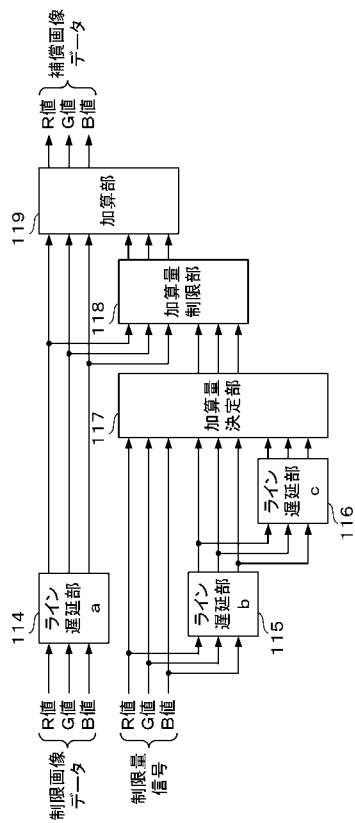 制限画像
データ
R値
G値
B値
114
ライン
遅延部
a
119
加算部
R値
G値
B値
補償画像
データ
118
加算量
制限部
117
加算量
決定部
制限量
信号
R値
G値
B値
ライン
遅延部
b
115
ライン
遅延部
c
116